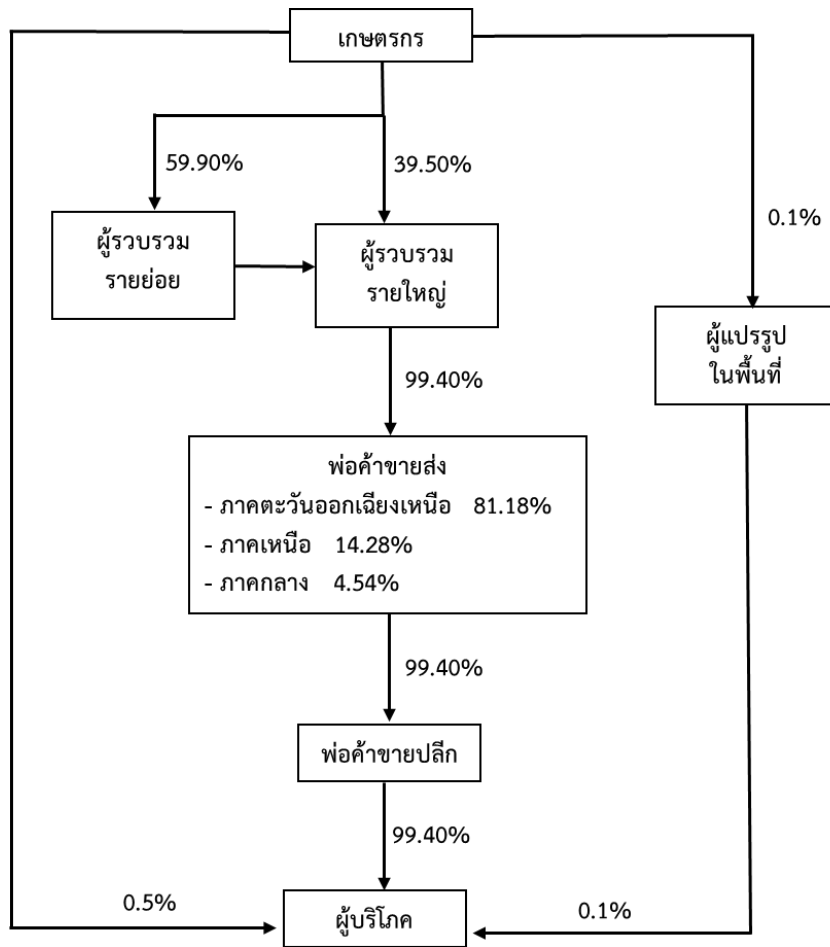 เกษตรกร
59.90%
39.50%
0.1%
ผู้รวบรวม
รายย่อย
ผู้รวบรวม
รายใหญ่
ผู้แปรรูป
ในพื้นที่
99.40%
พ่อค้าขายส่ง
- ภาคตะวันออกเฉียงเหนือ 81.18%
- ภาคเหนือ 14.28%
- ภาคกลาง 4.54%
99.40%
พ่อค้าขายปลีก
99.40%
0.5%
ผู้บริโภค
0.1%